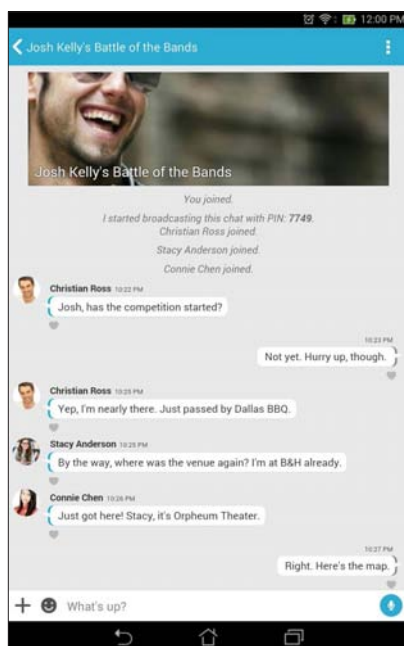 12:00 PM
Josh Kelly's Battle of the Bands
Josh Kelly's Battle of the Bands
You joined.
I started broadcasting this chat with PIN: 7749.
Christian Ross joined.
Stacy Anderson joined.
Connie Chen joined.
Christian Ross 10:22 PM
Josh, has the competition started?
10:23 PM
Not yet. Hurry up, though.
Christian Ross 10:25 PM
Yep, I'm nearly there. Just passed by Dallas BBQ.
Stacy Anderson 10:25 PM
By the way, where was the venue again? I'm at B&H already.
Connie Chen 10:26 PM
Just got here! Stacy, it's Orpheum Theater.
10:27 PM
Right. Here's the map.
What's up?